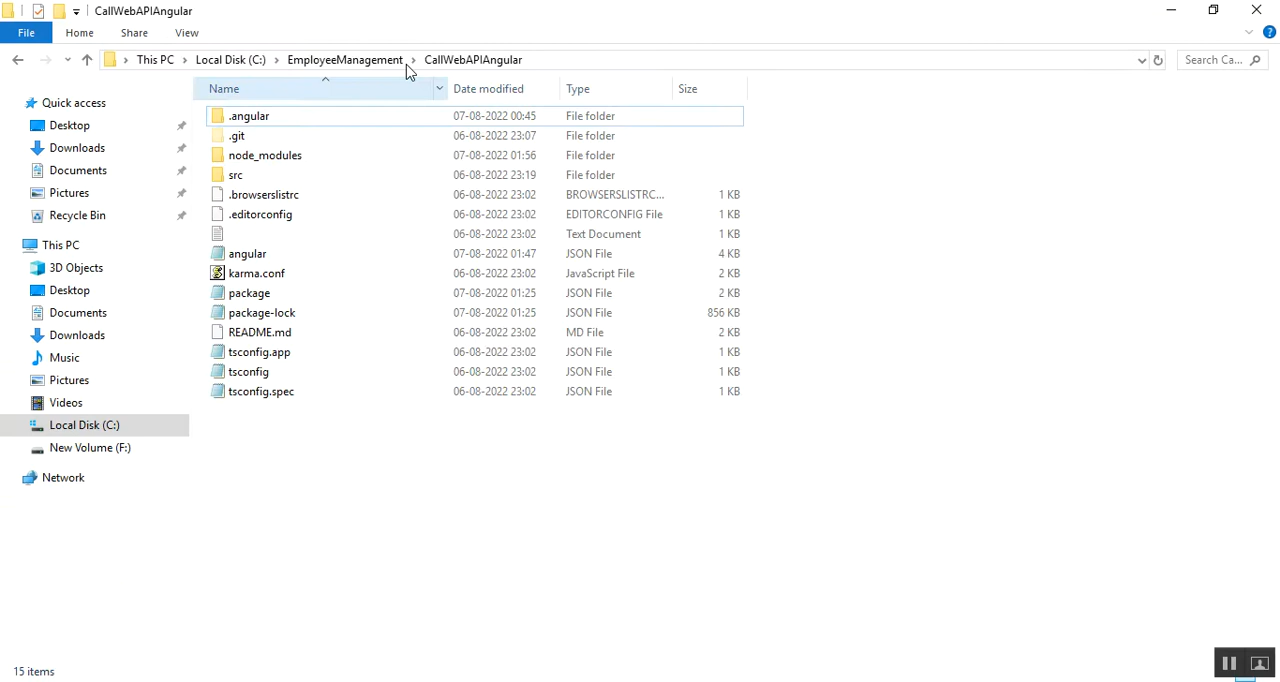 CallWebAPIAngular
File Home Share View
This PC Local Disk (C:) EmployeeManagement CallWebAPIAngular Search Ca...
Name Date modified Type Size
Quick access
Desktop
Downloads
Documents
Pictures
Recycle Bin
This PC
3D Objects
Desktop
Documents
Downloads
Music
Pictures
Videos
Local Disk (C:)
New Volume (F:)
Network
.angular 07-08-2022 00:45 File folder
.git 06-08-2022 23:07 File folder
node_modules 07-08-2022 01:56 File folder
src 06-08-2022 23:19 File folder
.browserslistrc 06-08-2022 23:02 BROWSERSLISTRC... 1 KB
.editorconfig 06-08-2022 23:02 EDITORCONFIG File 1 KB
06-08-2022 23:02 Text Document 1 KB
angular 07-08-2022 01:47 JSON File 4 KB
karma.conf 06-08-2022 23:02 JavaScript File 2 KB
package 07-08-2022 01:25 JSON File 2 KB
package-lock 07-08-2022 01:25 JSON File 856 KB
README.md 06-08-2022 23:02 MD File 2 KB
tsconfig.app 06-08-2022 23:02 JSON File 1 KB
tsconfig 06-08-2022 23:02 JSON File 1 KB
tsconfig.spec 06-08-2022 23:02 JSON File 1 KB
15 items